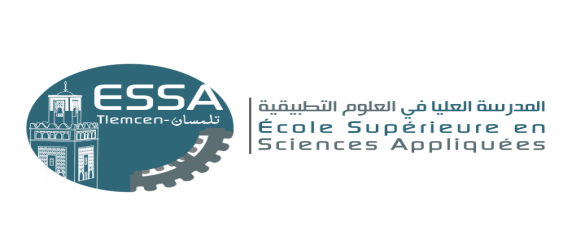 ESSA
Tlemcen-تلمسان
المدرسة العليا في العلوم التطبيقية
École Supérieure en
Sciences Appliquées